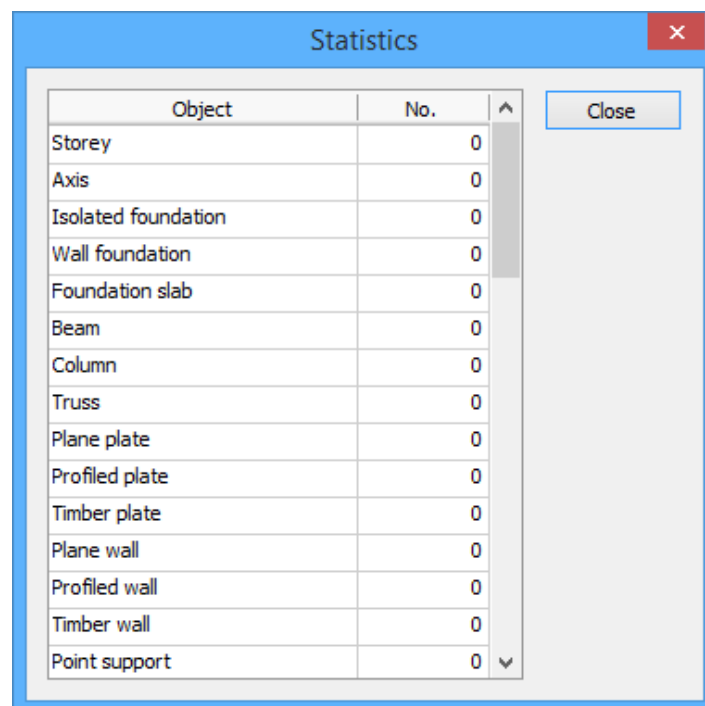 Statistics
Object No. Close
Storey 0
Axis 0
Isolated foundation 0
Wall foundation 0
Foundation slab 0
Beam 0
Column 0
Truss 0
Plane plate 0
Profiled plate 0
Timber plate 0
Plane wall 0
Profiled wall 0
Timber wall 0
Point support 0